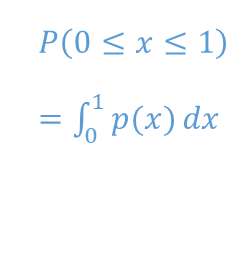 P(0 ≤ x ≤ 1)
= ∫₀¹ p(x) dx